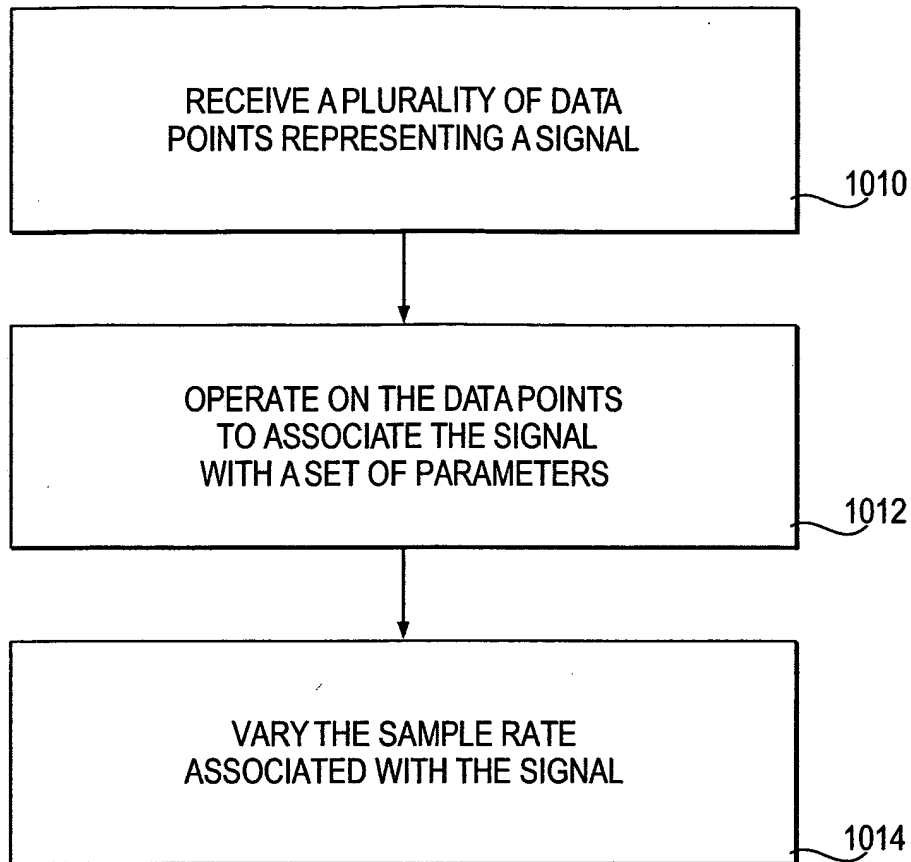 RECEIVE A PLURALITY OF DATA
POINTS REPRESENTING A SIGNAL
1010
OPERATE ON THE DATA POINTS
TO ASSOCIATE THE SIGNAL
WITH A SET OF PARAMETERS
1012
VARY THE SAMPLE RATE
ASSOCIATED WITH THE SIGNAL
1014